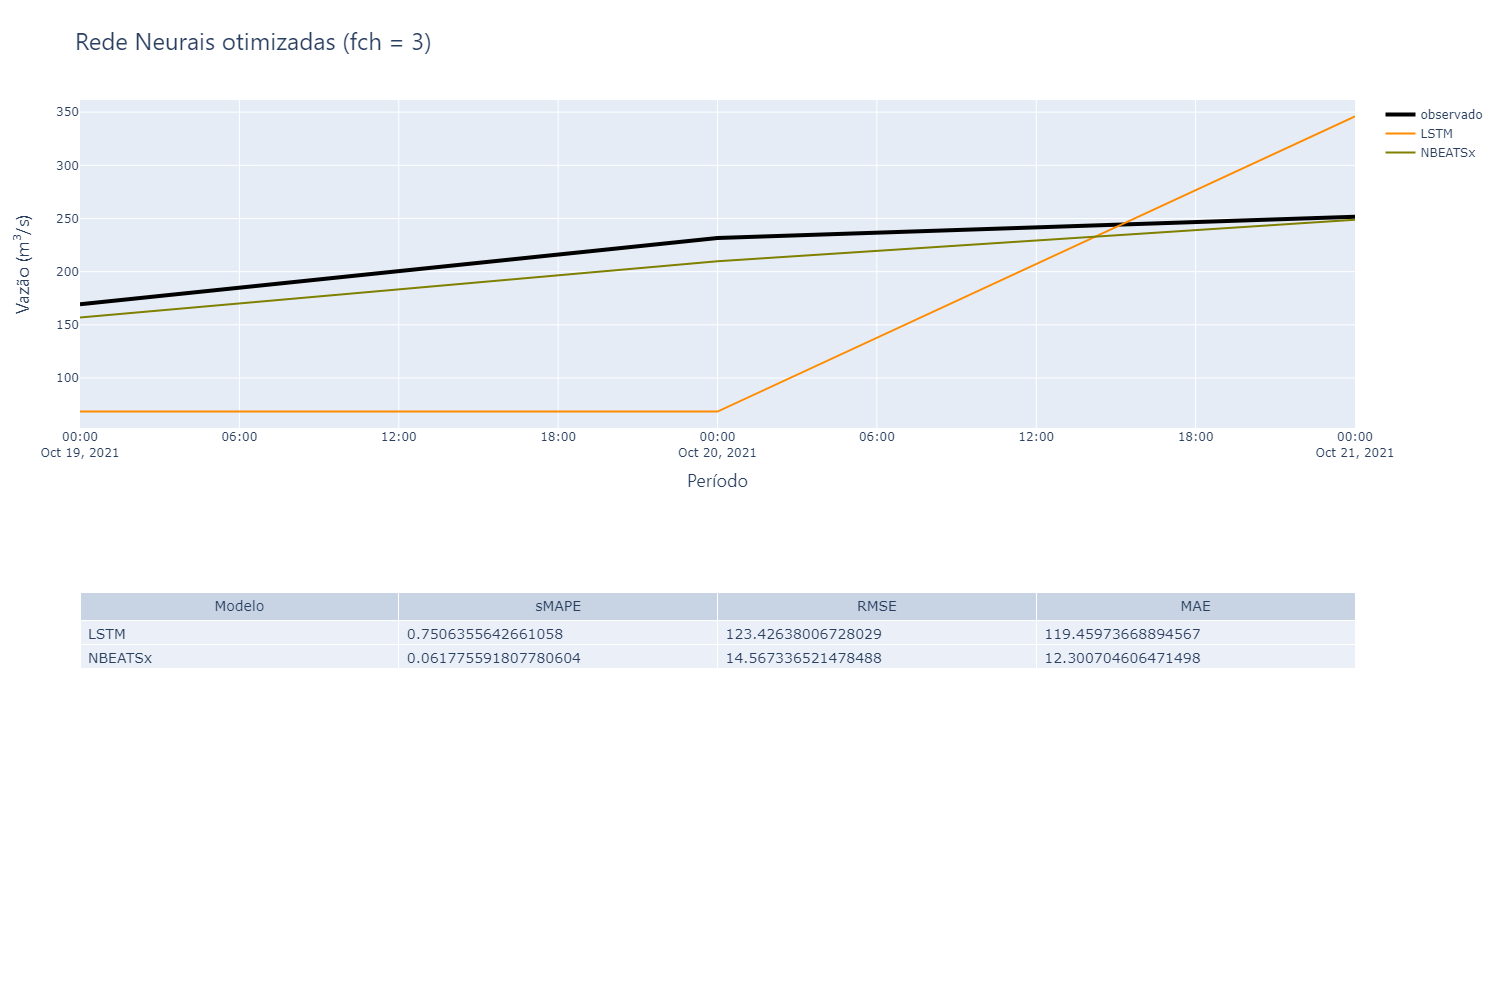 Rede Neurais otimizadas (fch = 3)
350
300
250
200
150
100
Vazão (m³/s)
00:00 06:00 12:00 18:00 00:00 06:00 12:00 18:00 00:00
Oct 19, 2021 Oct 20, 2021 Oct 21, 2021
Período
observado
LSTM
NBEATSx
Modelo sMAPE RMSE MAE
LSTM 0.7506355642661058 123.42638006728029 119.45973668894567
NBEATSx 0.061775591807780604 14.567336521478488 12.300704606471498